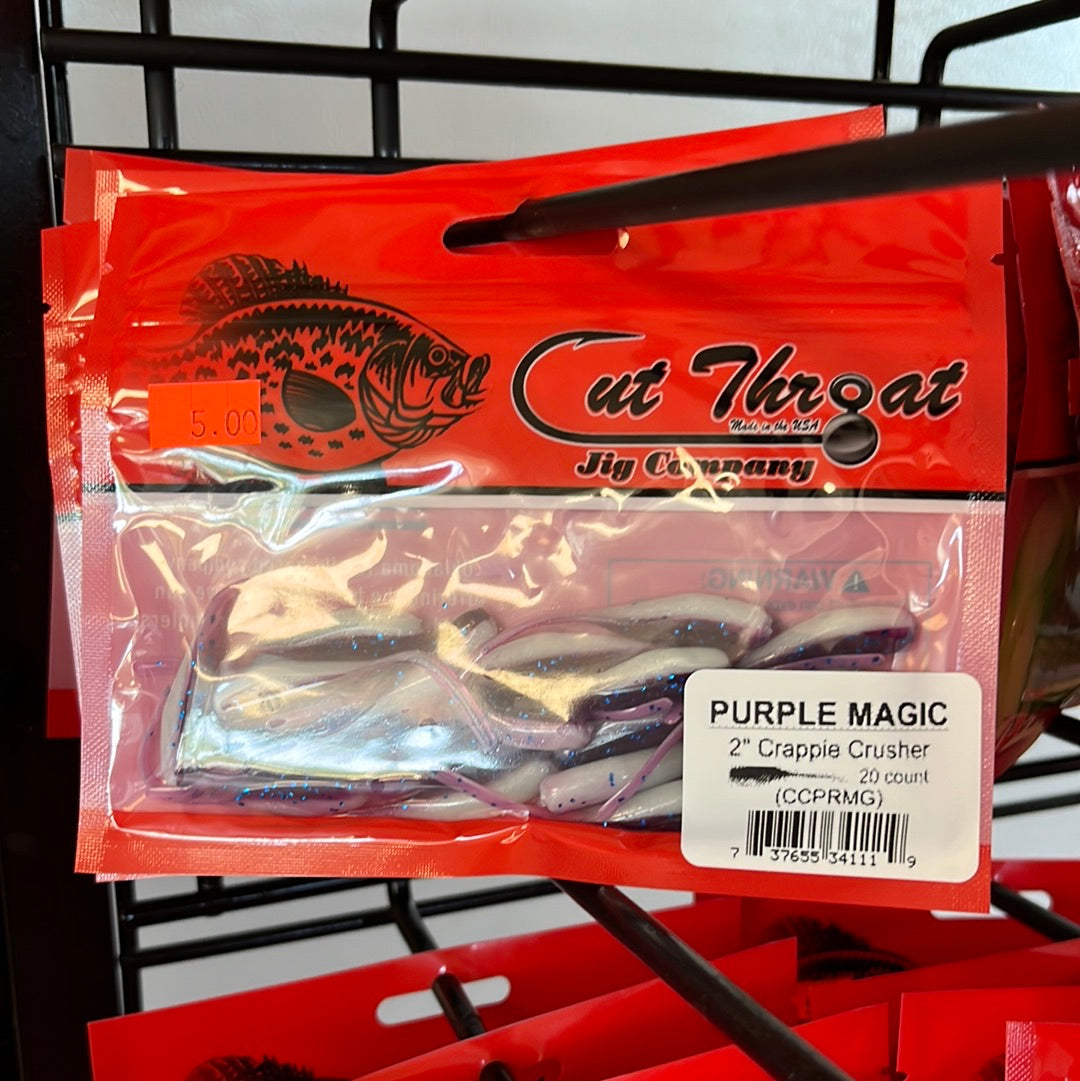 Cut Throat
Made in the USA
Jig Company
5.00
WARNING:
PURPLE MAGIC
2" Crappie Crusher
20 count
(CCPRMG)
7 37655 34111 9